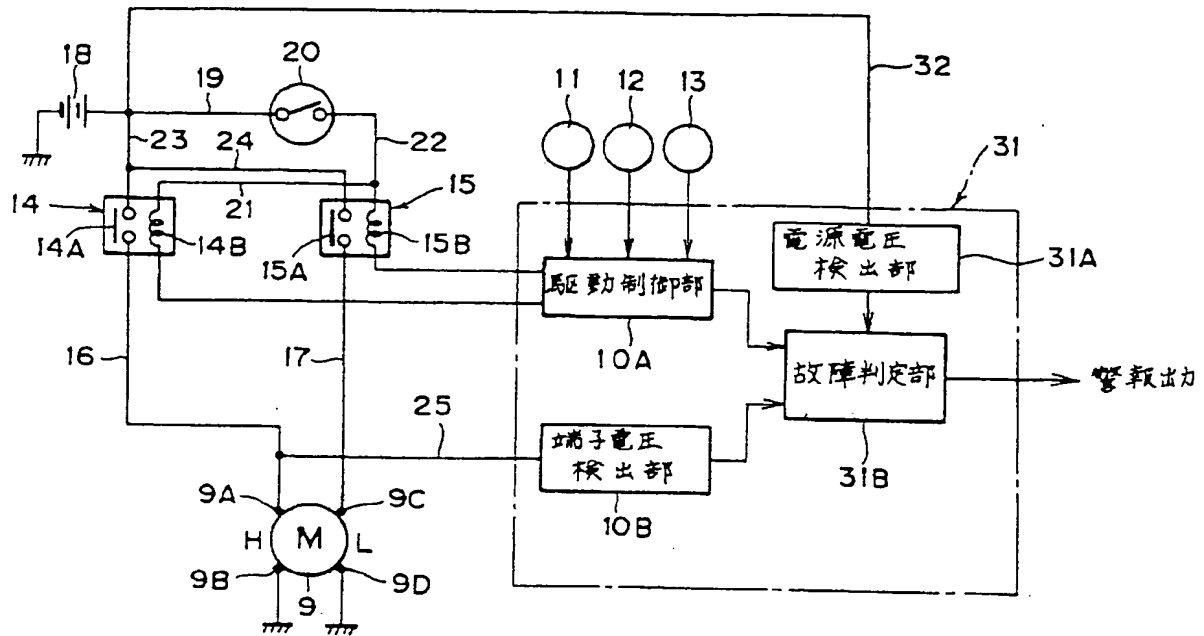 18
20
19
11
12
13
32
31
23
24
22
14
14A
14B
21
15
15A
15B
電源電圧
検出部
31A
駆動制御部
10A
16
17
故障判定部
31B
警報出力
25
端子電圧
検出部
10B
9A
9C
H
M
L
9B
9
9D